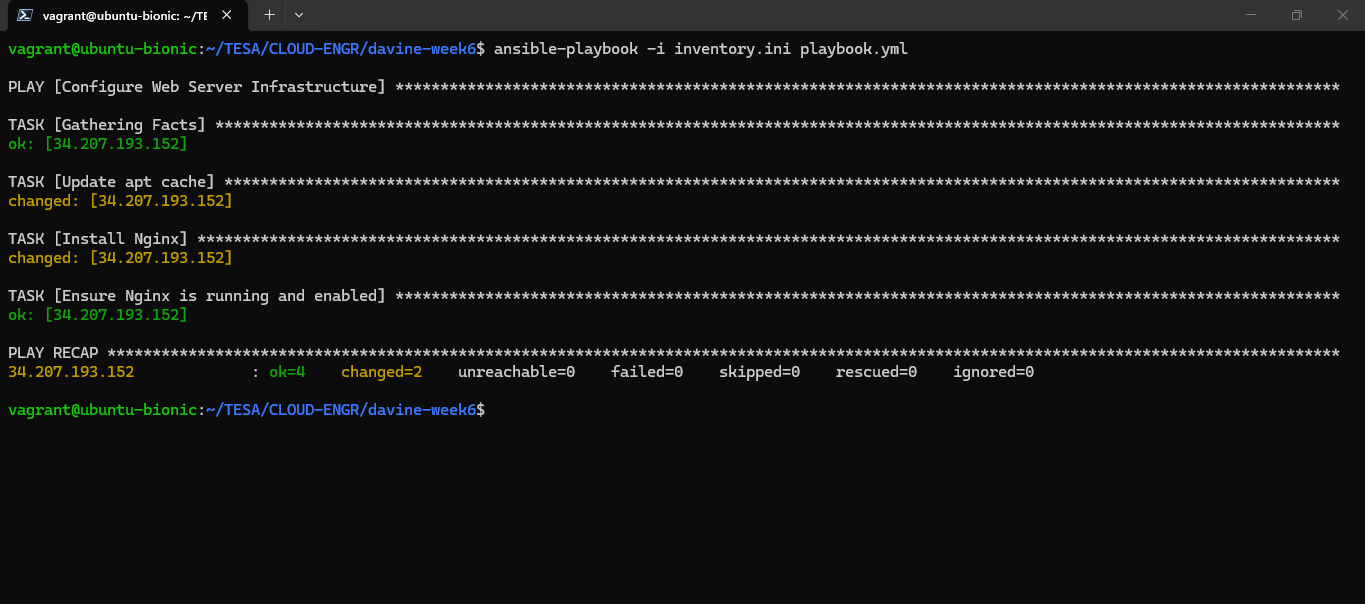 vagrant@ubuntu-bionic: ~/TE
vagrant@ubuntu-bionic:~/TESA/CLOUD-ENGR/davine-week6$ ansible-playbook -i inventory.ini playbook.yml
PLAY [Configure Web Server Infrastructure] *********************************************************************************************************
TASK [Gathering Facts] *****************************************************************************************************************************
ok: [34.207.193.152]
TASK [Update apt cache] ****************************************************************************************************************************
changed: [34.207.193.152]
TASK [Install Nginx] *******************************************************************************************************************************
changed: [34.207.193.152]
TASK [Ensure Nginx is running and enabled] *********************************************************************************************************
ok: [34.207.193.152]
PLAY RECAP *****************************************************************************************************************************************
34.207.193.152             : ok=4    changed=2    unreachable=0    failed=0    skipped=0    rescued=0    ignored=0
vagrant@ubuntu-bionic:~/TESA/CLOUD-ENGR/davine-week6$